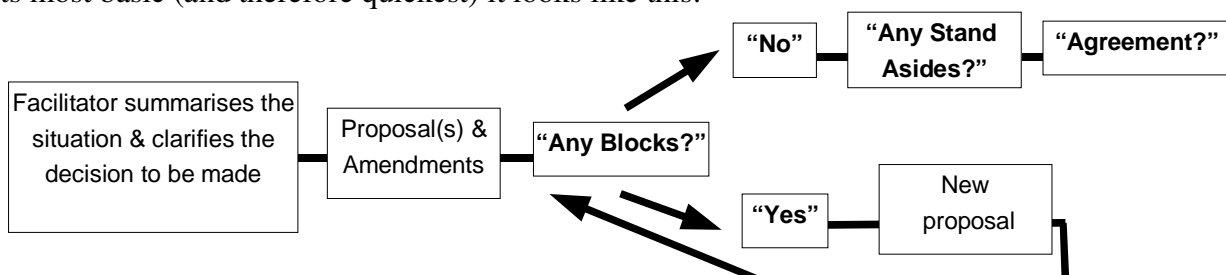 ts most basic (and therefore quickest) it looks like this:
Facilitator summarises the
situation & clarifies the
decision to be made
Proposal(s) &
Amendments
“Any Blocks?”
“No”
“Any Stand
Asides?”
“Agreement?”
“Yes”
New
proposal